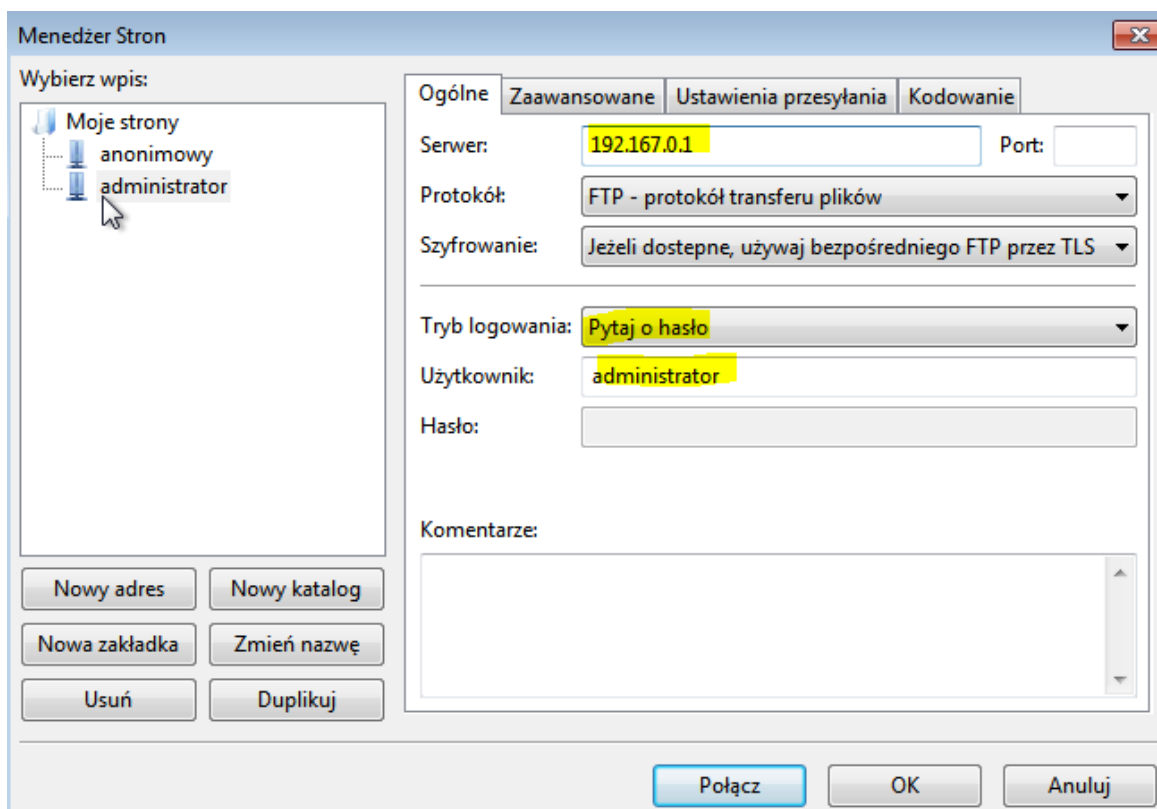 Menedżer Stron
Wybierz wpis:
Moje strony
anonimowy
administrator
Nowy adres
Nowy katalog
Nowa zakładka
Zmień nazwę
Usuń
Duplikuj
Ogólne
Zaawansowane
Ustawienia przesyłania
Kodowanie
Serwer:
192.167.0.1
Port:
Protokół:
FTP - protokół transferu plików
Szyfrowanie:
Jeżeli dostepne, używaj bezpośredniego FTP przez TLS
Tryb logowania:
Pytaj o hasło
Użytkownik:
administrator
Hasło:
Komentarze:
Połącz
OK
Anuluj